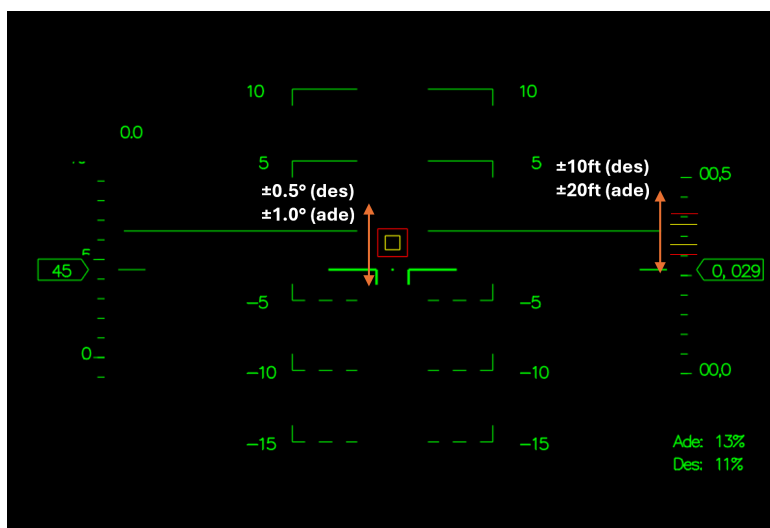 10 10
0.0
5 5
±0.5° (des)
±1.0° (ade)
±10ft (des)
±20ft (ade)
00,5
5
45
0, 029
−5 −5
0
−10 −10
00,0
−15 −15
Ade: 13%
Des: 11%